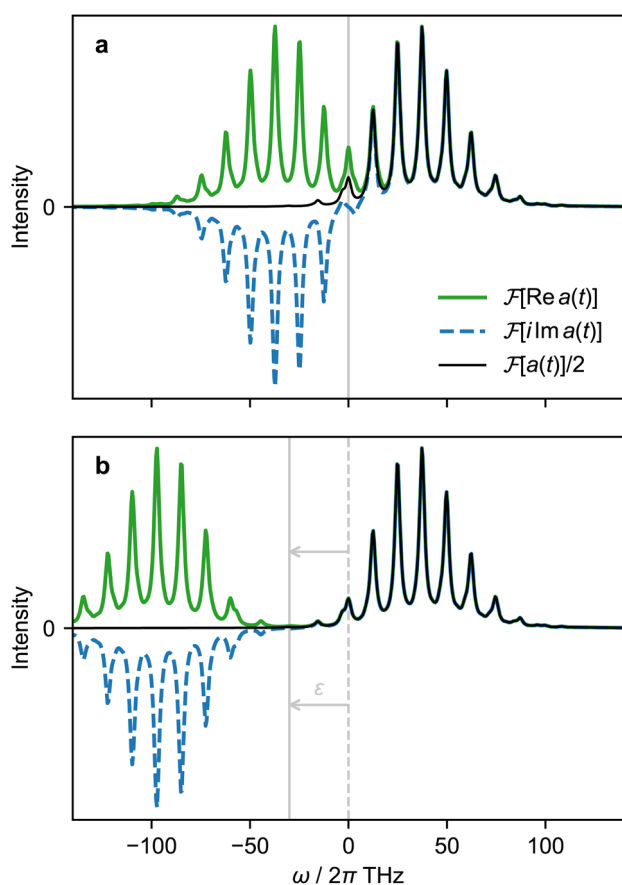 a
Intensity
0
ℱ[Re a(t)]
ℱ[i Im a(t)]
ℱ[a(t)]/2
b
Intensity
0
ε
−100 −50 0 50 100
ω / 2π THz